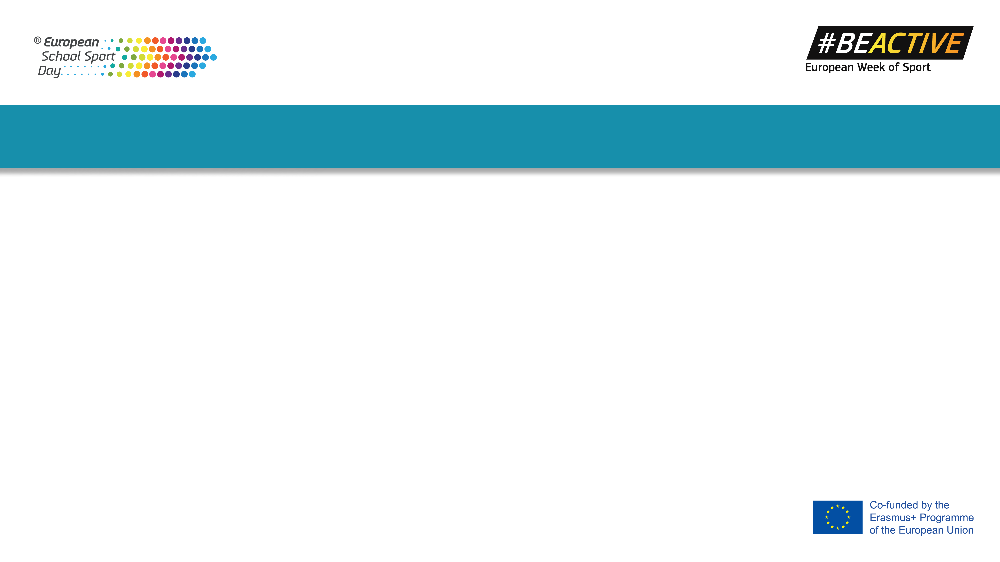 ® European
School Sport
Day
#BEACTIVE
European Week of Sport
Co-funded by the
Erasmus+ Programme
of the European Union